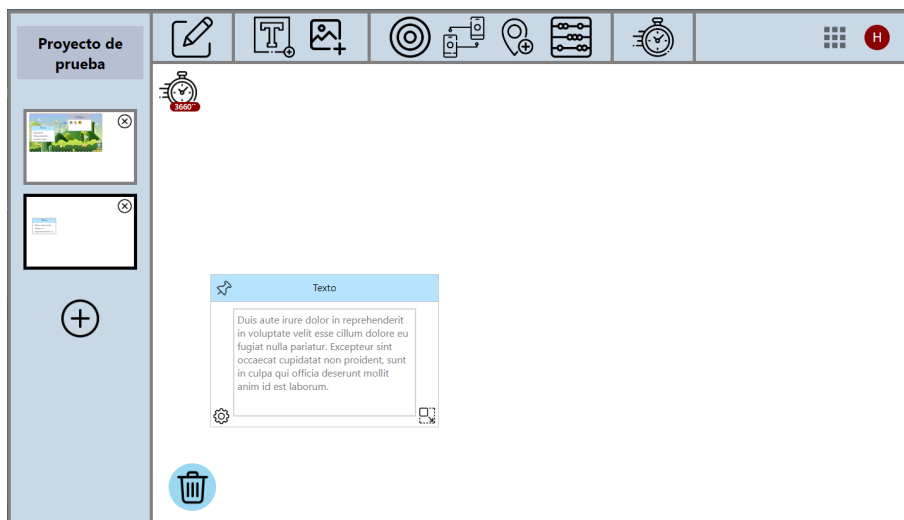 Proyecto de
prueba
H
3660''
Texto
Duis aute irure dolor in reprehenderit
in voluptate velit esse cillum dolore eu
fugiat nulla pariatur. Excepteur sint
occaecat cupidatat non proident, sunt
in culpa qui officia deserunt mollit
anim id est laborum.